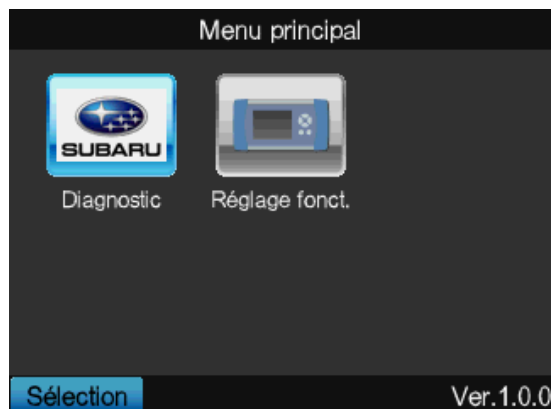 Menu principal
SUBARU
Diagnostic
Réglage fonct.
Sélection
Ver.1.0.0